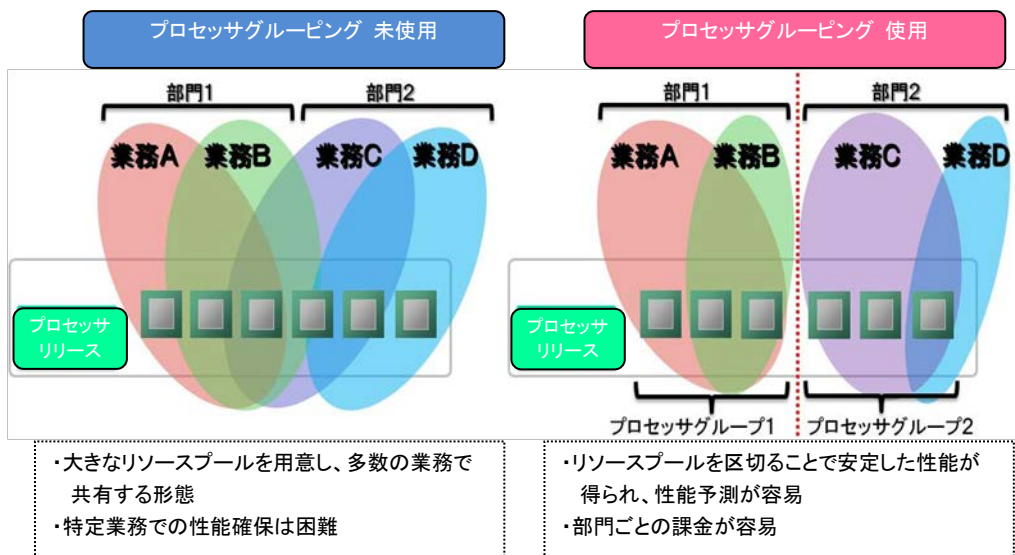 プロセッサグルーピング 未使用
部門1
部門2
業務A
業務B
業務C
業務D
プロセッサ
リリース
・大きなリソースプールを用意し、多数の業務で
共有する形態
・特定業務での性能確保は困難
プロセッサグルーピング 使用
部門1
部門2
業務A
業務B
業務C
業務D
プロセッサ
リリース
プロセッサグループ1
プロセッサグループ2
・リソースプールを区切ることで安定した性能が
得られ、性能予測が容易
・部門ごとの課金が容易